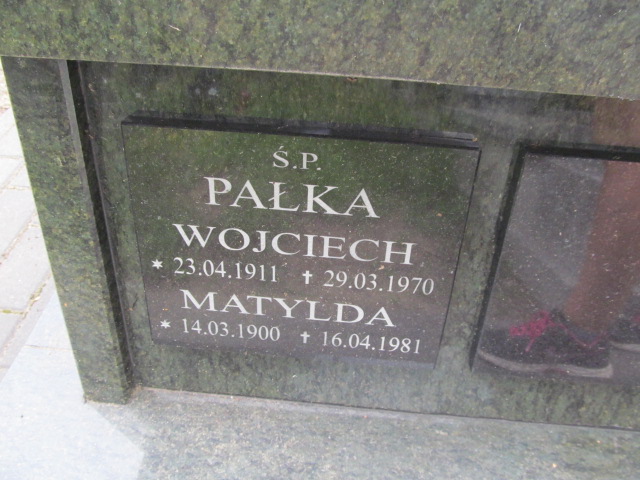 Ś.P.
PAŁKA
WOJCIECH
* 23.04.1911 † 29.03.1970
MATYLDA
* 14.03.1900 † 16.04.1981